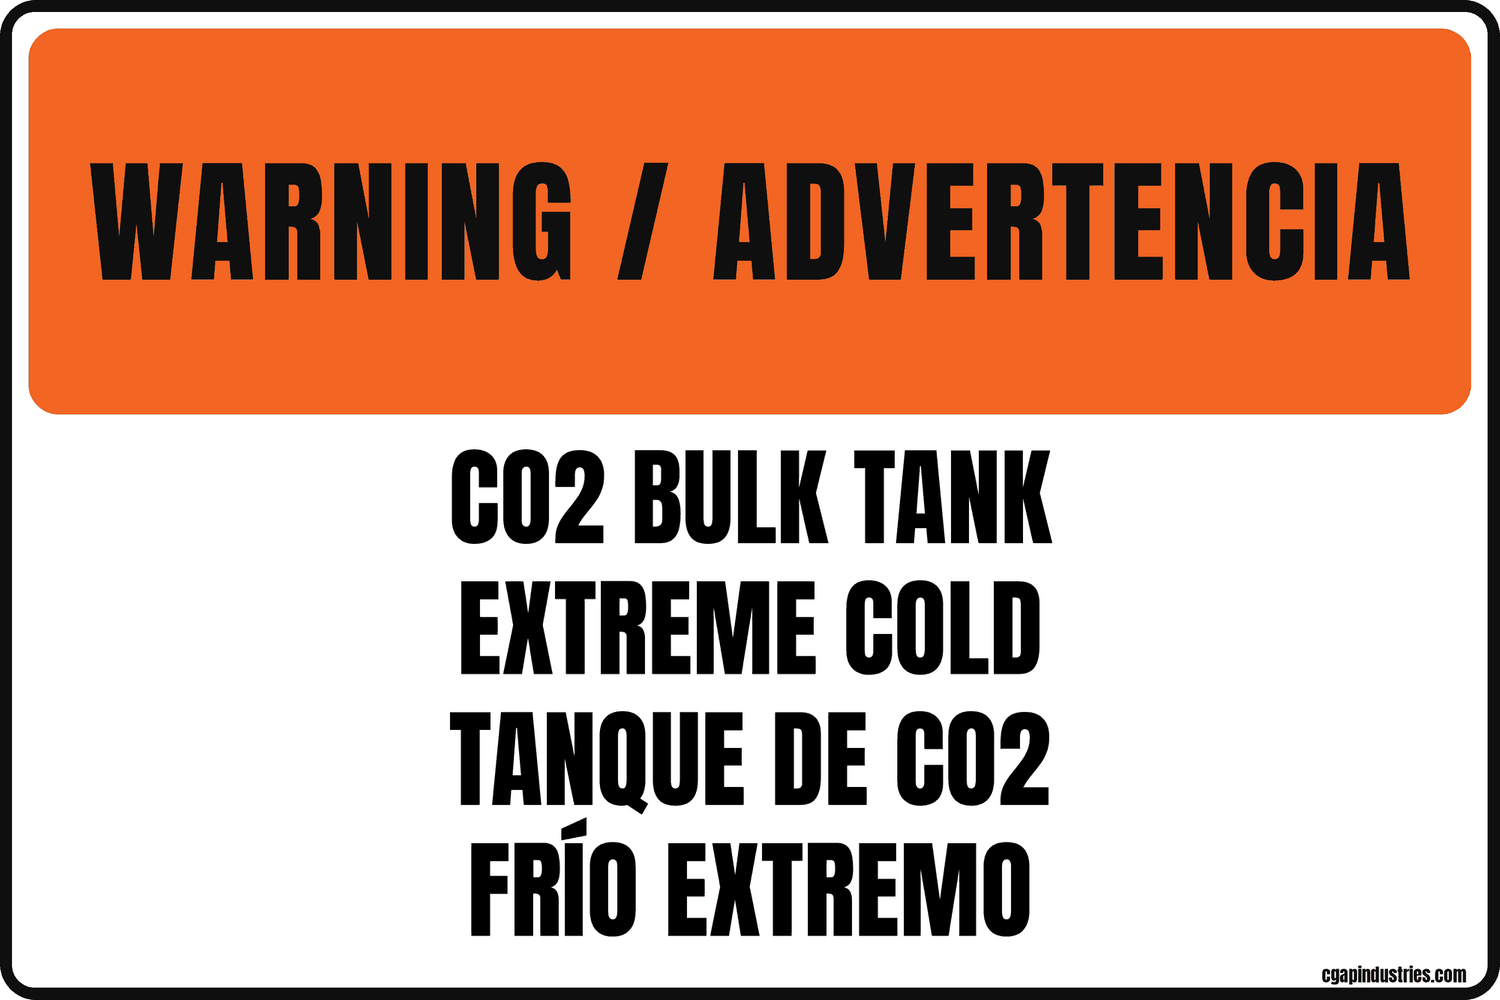 WARNING / ADVERTENCIA
CO2 BULK TANK
EXTREME COLD
TANQUE DE CO2
FRÍO EXTREMO
cgapindustries.com